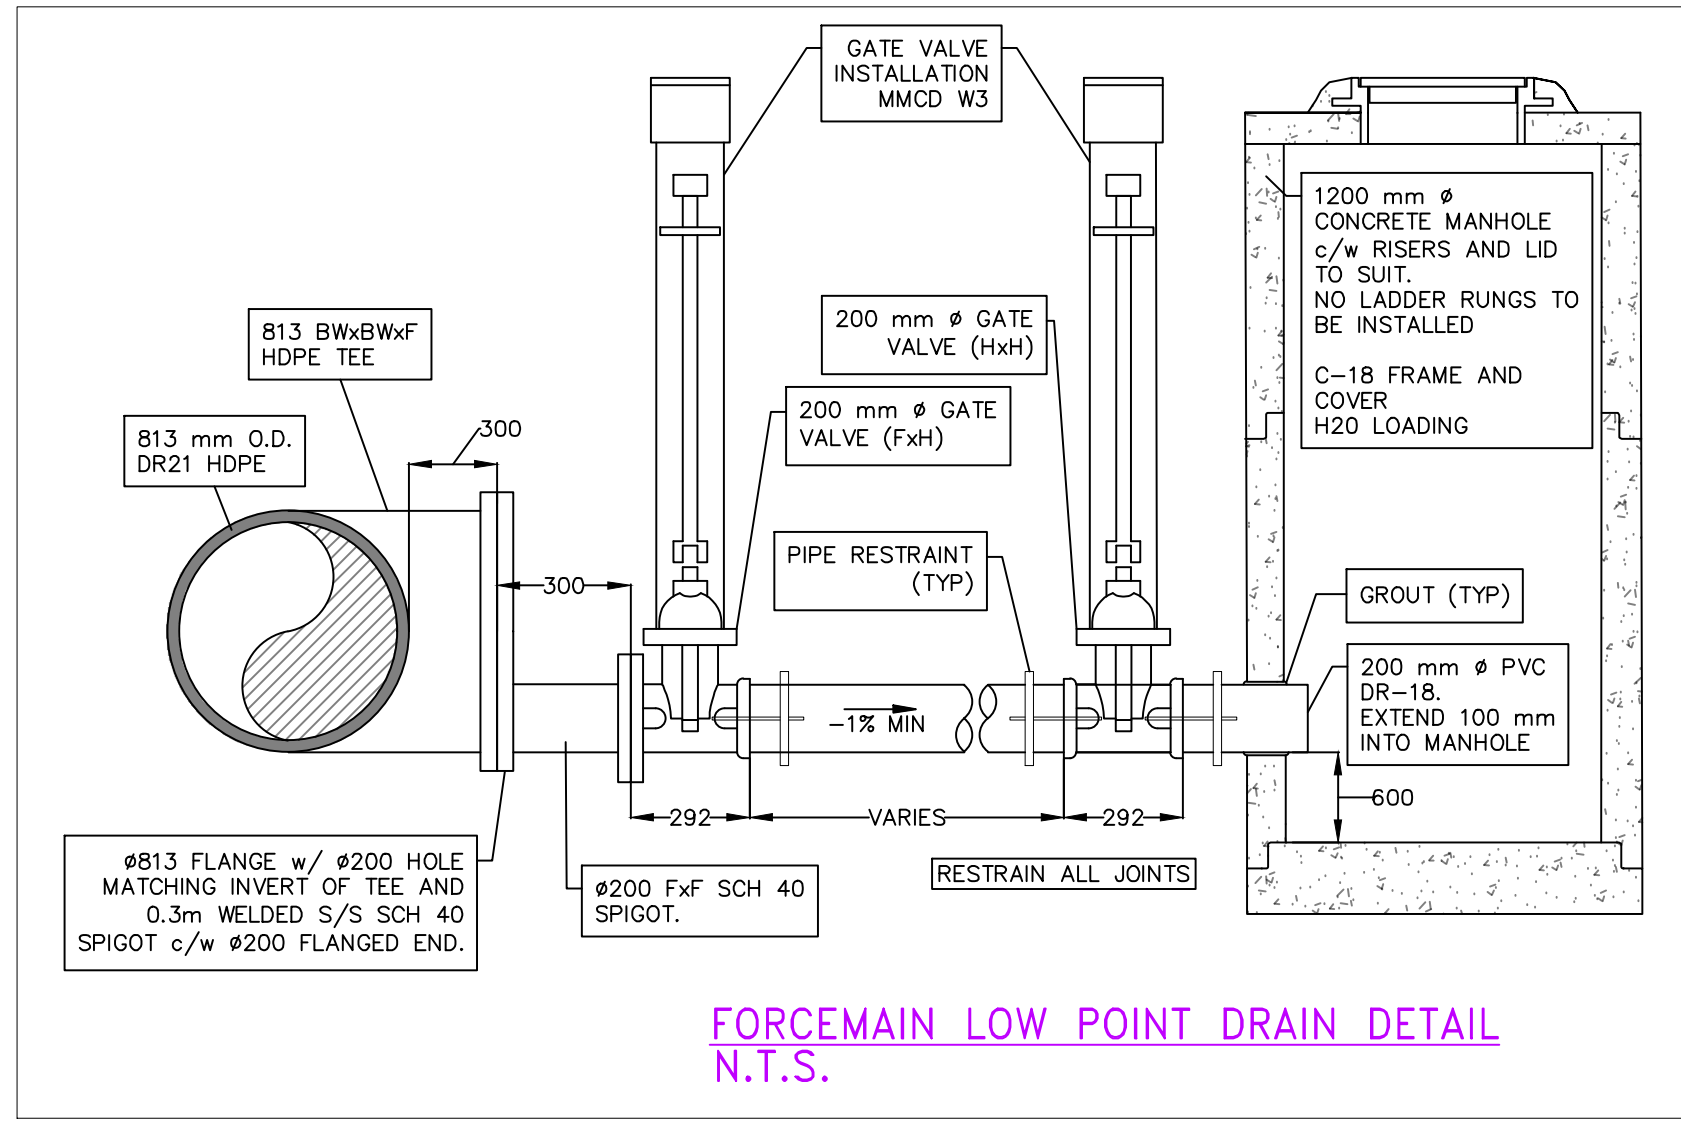 GATE VALVE
INSTALLATION
MMCD W3
1200 mm ø
CONCRETE MANHOLE
c/w RISERS AND LID
TO SUIT.
NO LADDER RUNGS TO
BE INSTALLED
C-18 FRAME AND
COVER
H20 LOADING
813 BWxBWxF
HDPE TEE
200 mm ø GATE
VALVE (HxH)
200 mm ø GATE
VALVE (FxH)
813 mm O.D.
DR21 HDPE
300
300
PIPE RESTRAINT
(TYP)
GROUT (TYP)
200 mm ø PVC
DR-18.
EXTEND 100 mm
INTO MANHOLE
-1% MIN
600
292
VARIES
292
ø813 FLANGE w/ ø200 HOLE
MATCHING INVERT OF TEE AND
0.3m WELDED S/S SCH 40
SPIGOT c/w ø200 FLANGED END.
ø200 FxF SCH 40
SPIGOT.
RESTRAIN ALL JOINTS
FORCEMAIN LOW POINT DRAIN DETAIL
N.T.S.